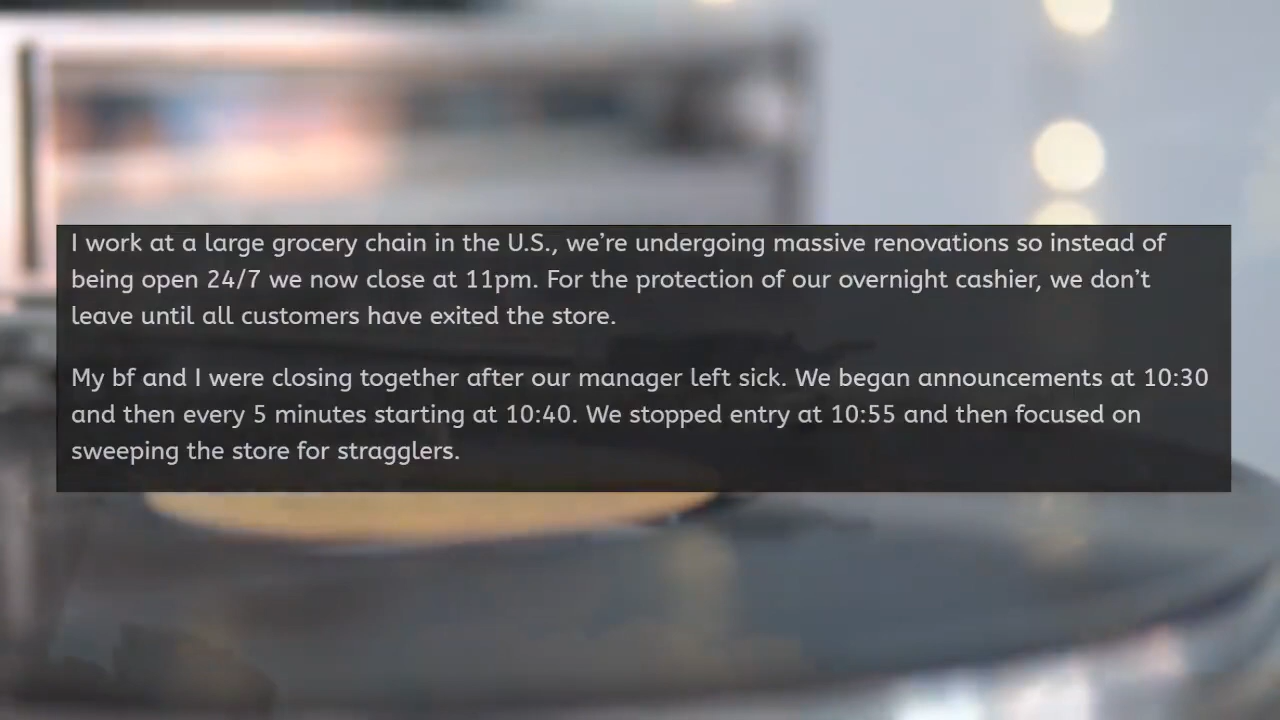 I work at a large grocery chain in the U.S., we’re undergoing massive renovations so instead of
being open 24/7 we now close at 11pm. For the protection of our overnight cashier, we don’t
leave until all customers have exited the store.
My bf and I were closing together after our manager left sick. We began announcements at 10:30
and then every 5 minutes starting at 10:40. We stopped entry at 10:55 and then focused on
sweeping the store for stragglers.